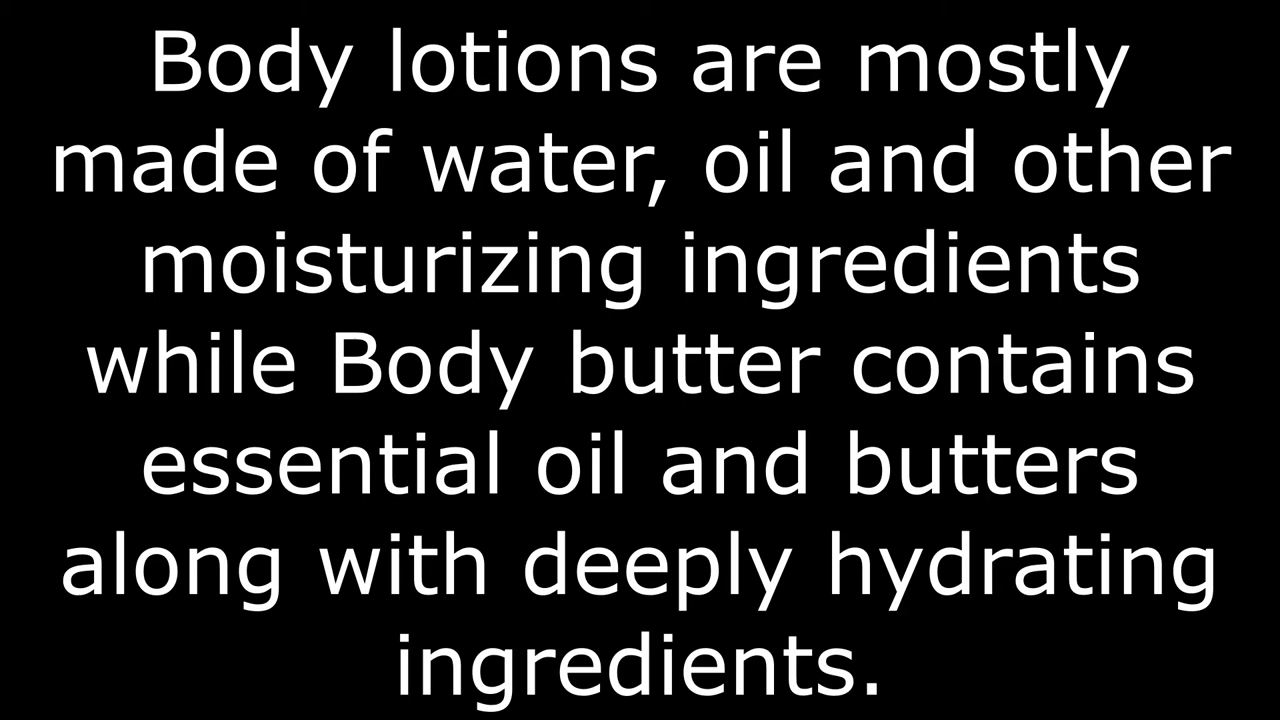 Body lotions are mostly
made of water, oil and other
moisturizing ingredients
while Body butter contains
essential oil and butters
along with deeply hydrating
ingredients.